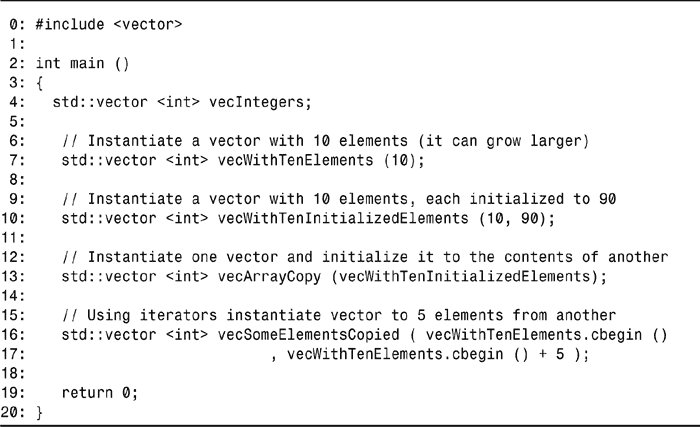 0: #include <vector>
1:
2: int main ()
3: {
4:   std::vector <int> vecIntegers;
5:
6:    // Instantiate a vector with 10 elements (it can grow larger)
7:    std::vector <int> vecWithTenElements (10);
8:
9:    // Instantiate a vector with 10 elements, each initialized to 90
10:    std::vector <int> vecWithTenInitializedElements (10, 90);
11:
12:    // Instantiate one vector and initialize it to the contents of another
13:    std::vector <int> vecArrayCopy (vecWithTenInitializedElements);
14:
15:    // Using iterators instantiate vector to 5 elements from another
16:    std::vector <int> vecSomeElementsCopied ( vecWithTenElements.cbegin ()
17:                            , vecWithTenElements.cbegin () + 5 );
18:
19:    return 0;
20: }